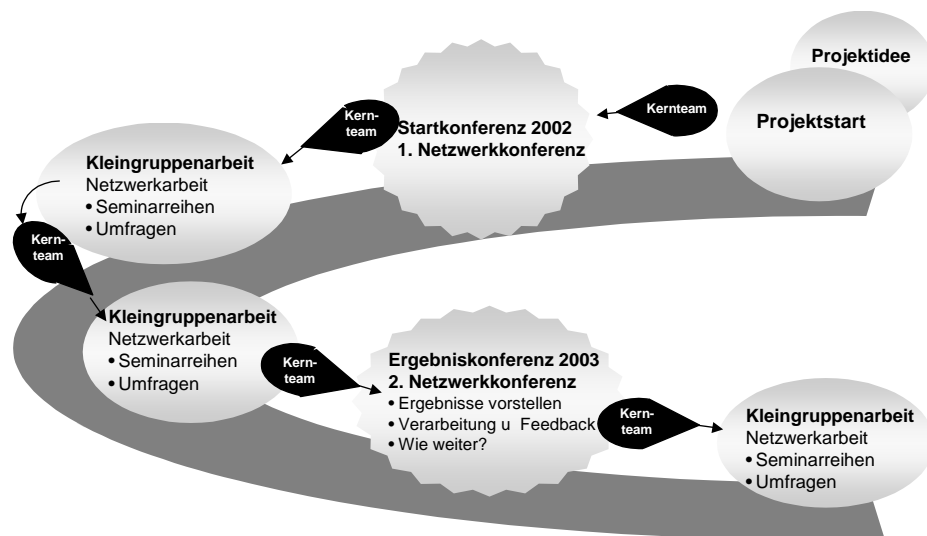 Projektidee
Projektstart
Kernteam
Startkonferenz 2002
1. Netzwerkkonferenz
Kern-
team
Kleingruppenarbeit
Netzwerkarbeit
• Seminarreihen
• Umfragen
Kern-
team
Kleingruppenarbeit
Netzwerkarbeit
• Seminarreihen
• Umfragen
Kern-
team
Ergebniskonferenz 2003
2. Netzwerkkonferenz
• Ergebnisse vorstellen
• Verarbeitung u Feedback
• Wie weiter?
Kern-
team
Kleingruppenarbeit
Netzwerkarbeit
• Seminarreihen
• Umfragen